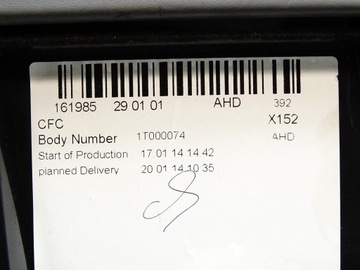 161985 29 01 01 AHD 392
CFC X152
Body Number 1T000074 AHD
Start of Production 17 01 14 14 42
planned Delivery 20 01 14 10 35